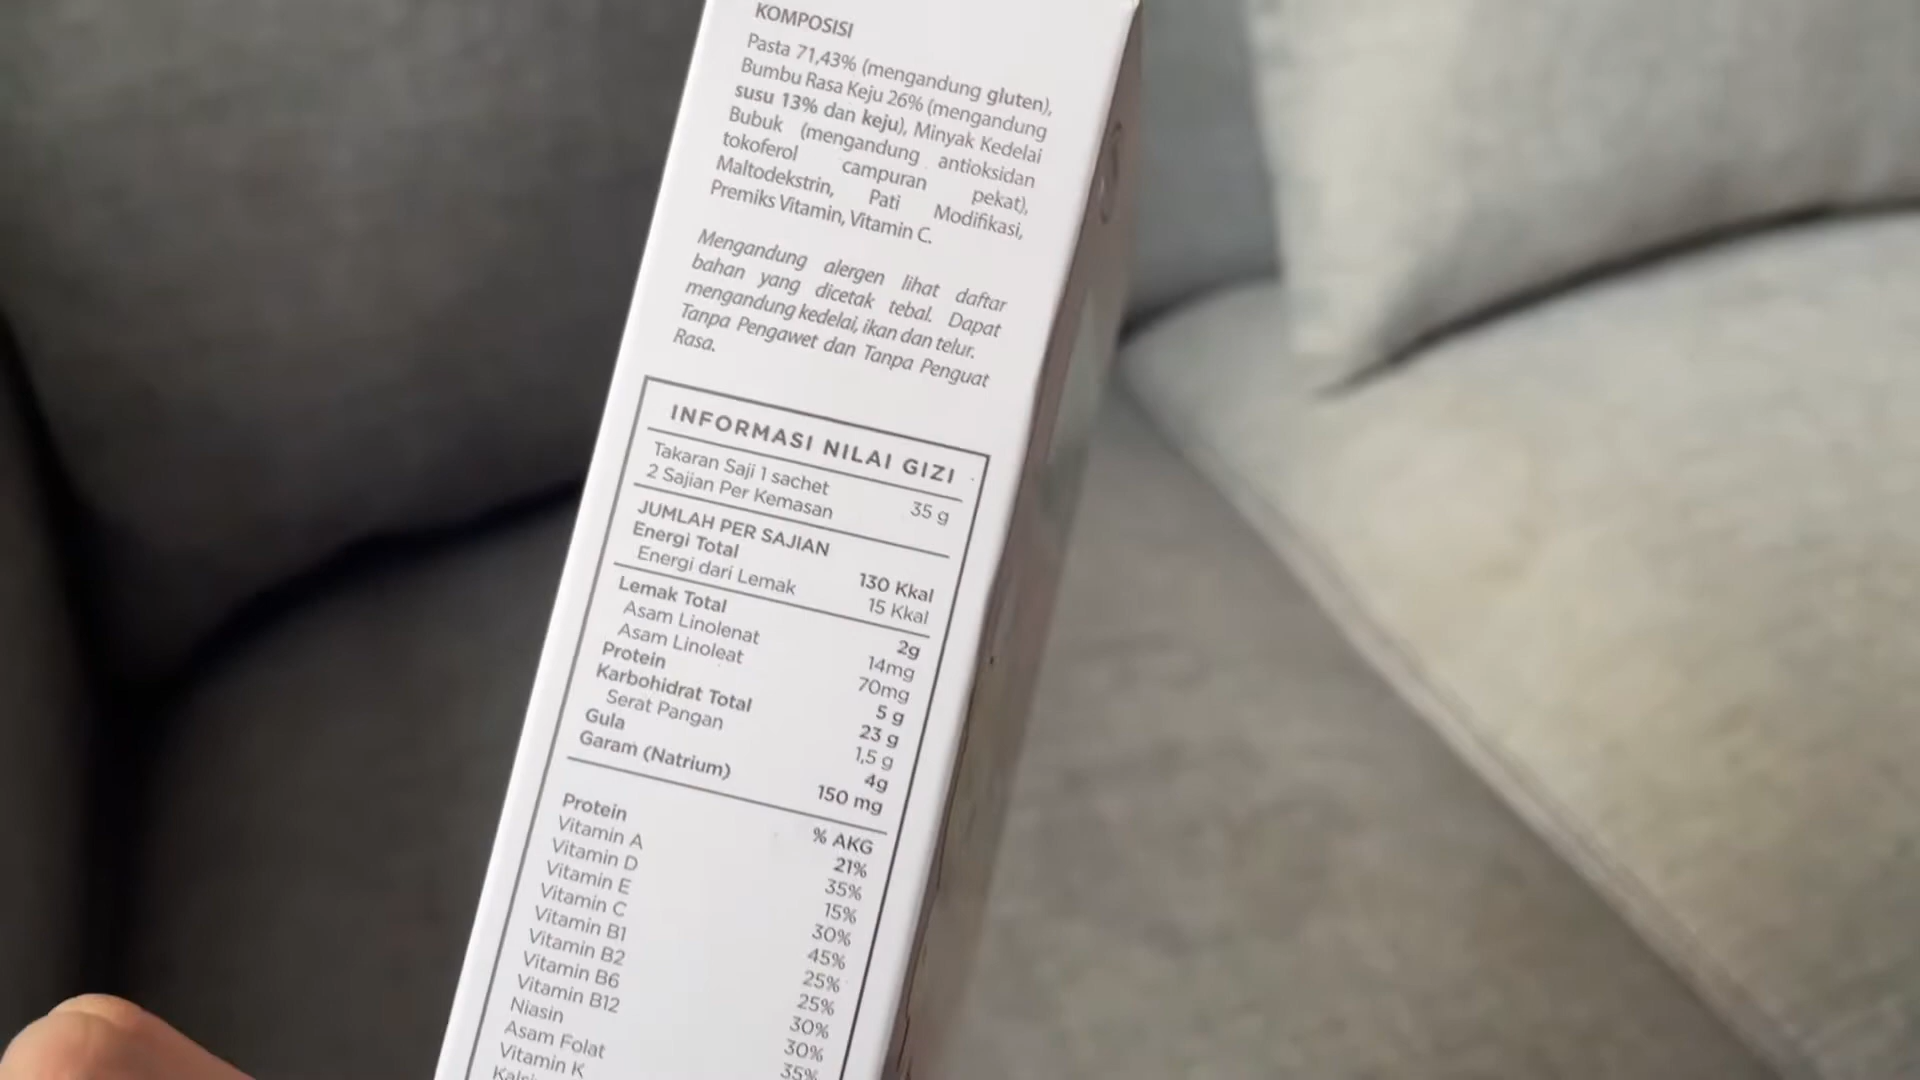 KOMPOSISI
Pasta 71,43% (mengandung gluten),
Bumbu Rasa Keju 26% (mengandung
susu 13% dan keju), Minyak Kedelai
Bubuk (mengandung antioksidan
tokoferol campuran pekat),
Maltodekstrin, Pati Modifikasi,
Premiks Vitamin, Vitamin C.
Mengandung alergen lihat daftar
bahan yang dicetak tebal. Dapat
mengandung kedelai, ikan dan telur.
Tanpa Pengawet dan Tanpa Penguat
Rasa.
INFORMASI NILAI GIZI
Takaran Saji 1 sachet 35 g
2 Sajian Per Kemasan
JUMLAH PER SAJIAN
Energi Total 130 Kkal
Energi dari Lemak 15 Kkal
Lemak Total 2g
Asam Linolenat 14mg
Asam Linoleat 70mg
Protein 5 g
Karbohidrat Total 23 g
Serat Pangan 1,5 g
Gula 4g
Garam (Natrium) 150 mg
% AKG
Protein 21%
Vitamin A 35%
Vitamin D 15%
Vitamin E 30%
Vitamin C 45%
Vitamin B1 25%
Vitamin B2 25%
Vitamin B6 30%
Vitamin B12 30%
Niasin 35%
Asam Folat
Vitamin K